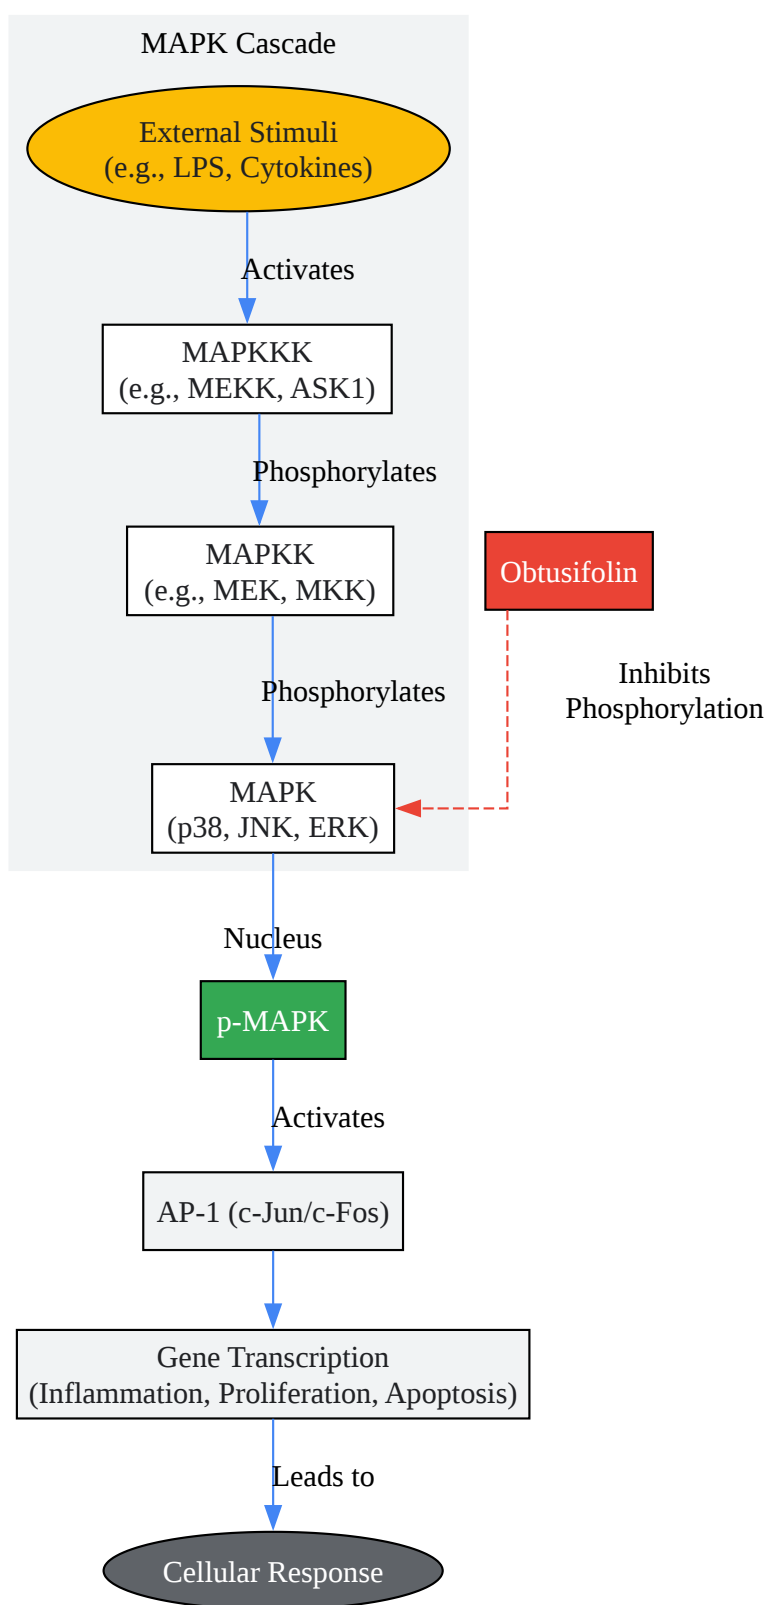 MAPK Cascade
External Stimuli
(e.g., LPS, Cytokines)
Activates
MAPKKK
(e.g., MEKK, ASK1)
Phosphorylates
MAPKK
(e.g., MEK, MKK)
Obtusifolin
Phosphorylates
Inhibits
Phosphorylation
MAPK
(p38, JNK, ERK)
Nucleus
p-MAPK
Activates
AP-1 (c-Jun/c-Fos)
Gene Transcription
(Inflammation, Proliferation, Apoptosis)
Leads to
Cellular Response